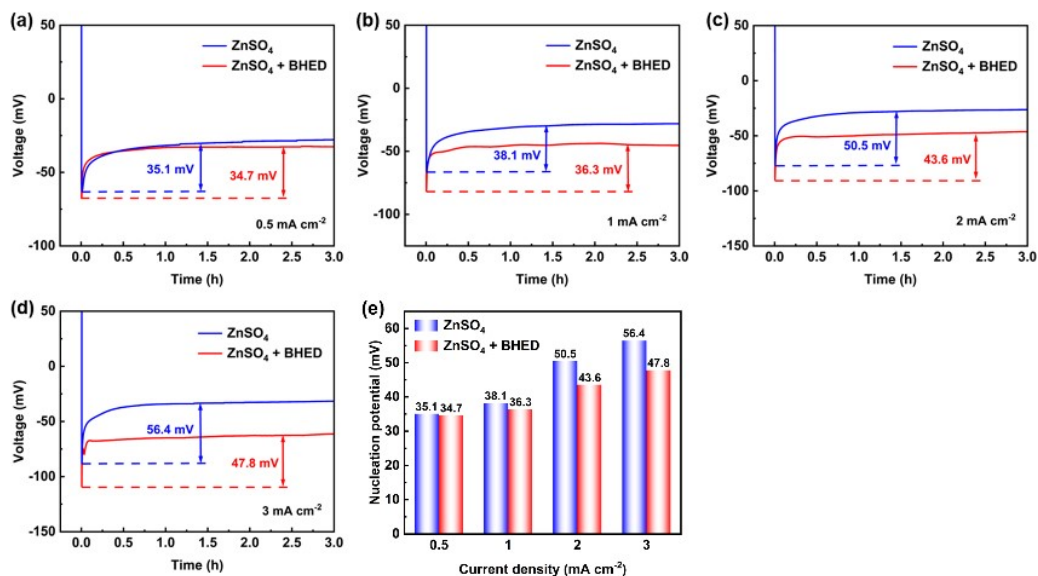 (a)
50
0
-50
-100
Voltage (mV)
ZnSO₄
ZnSO₄ + BHED
35.1 mV
34.7 mV
0.5 mA cm⁻²
0.0 0.5 1.0 1.5 2.0 2.5 3.0
Time (h)
(b)
50
0
-50
-100
Voltage (mV)
ZnSO₄
ZnSO₄ + BHED
38.1 mV
36.3 mV
1 mA cm⁻²
0.0 0.5 1.0 1.5 2.0 2.5 3.0
Time (h)
(c)
50
0
-50
-100
-150
Voltage (mV)
ZnSO₄
ZnSO₄ + BHED
50.5 mV
43.6 mV
2 mA cm⁻²
0.0 0.5 1.0 1.5 2.0 2.5 3.0
Time (h)
(d)
50
0
-50
-100
-150
Voltage (mV)
ZnSO₄
ZnSO₄ + BHED
56.4 mV
47.8 mV
3 mA cm⁻²
0.0 0.5 1.0 1.5 2.0 2.5 3.0
Time (h)
(e)
60
50
40
30
20
10
0
Nucleation potential (mV)
ZnSO₄
ZnSO₄ + BHED
35.1 34.7 38.1 36.3 50.5 43.6 56.4 47.8
0.5 1 2 3
Current density (mA cm⁻²)